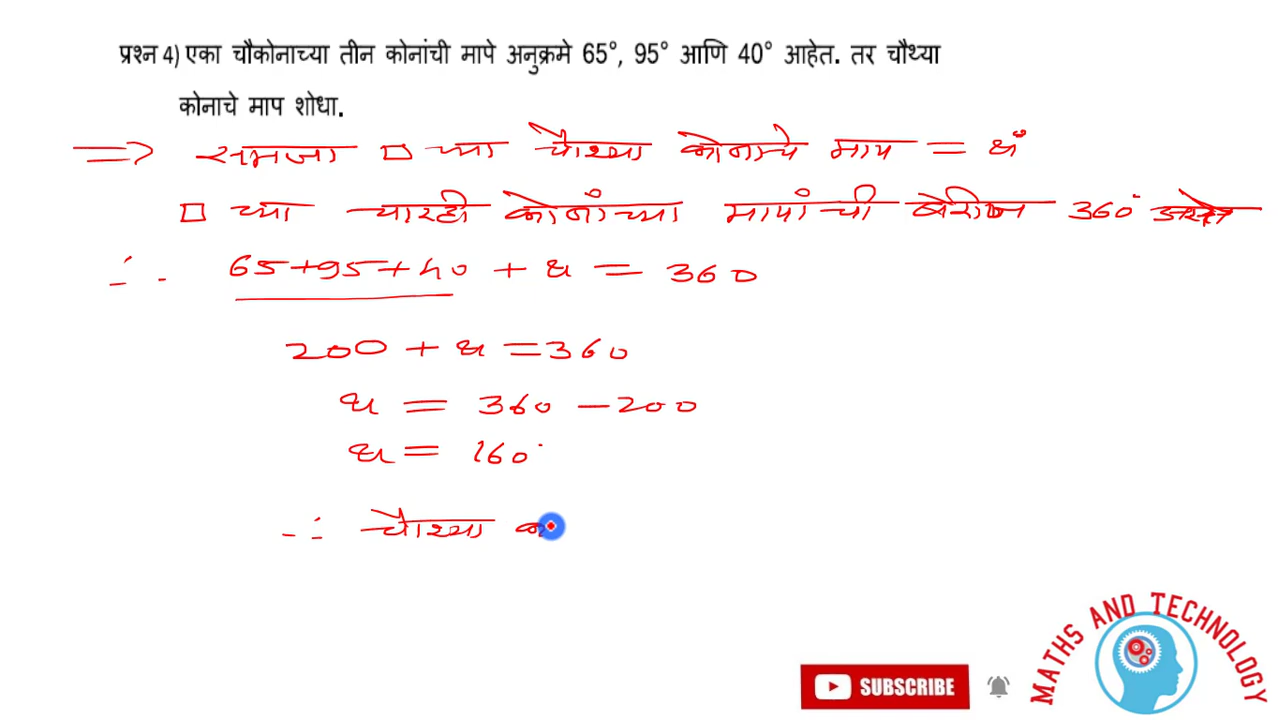 प्रश्न 4) एका चौकोनाच्या तीन कोनांची मापे अनुक्रमे 65°, 95° आणि 40° आहेत. तर चौथ्या
कोनाचे माप शोधा.
=> समजा □ च्या चौथ्या कोनाचे माप = x°
□ च्या चारही कोनांच्या मापांची बेरीज 360° असते
∴ 65+95+40 + x = 360
200 + x = 360
x = 360 - 200
x = 160°
∴ चौथ्या क
SUBSCRIBE
MATHS AND TECHNOLOGY